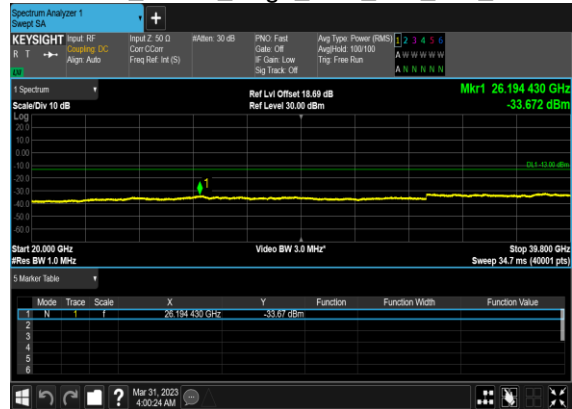 Spectrum Analyzer 1
Swept SA
+
KEYSIGHT Input: RF Input Z: 50 Ω #Atten: 30 dB PNO: Fast Avg Type: Power (RMS) 1 2 3 4 5 6
R T Coupling: DC Corr CCorr Gate: Off Avg|Hold: 100/100 A W W W W W
Align: Auto Freq Ref: Int (S) IF Gain: Low Trig: Free Run A N N N N N
Sig Track: Off
1 Spectrum Ref Lvl Offset 18.69 dB Mkr1 26.194 430 GHz
Scale/Div 10 dB Ref Level 30.00 dBm -33.672 dBm
Log
20.0
10.0
0.00
-10.0 DL1 -13.00 dBm
-20.0
-30.0 1
-40.0
-50.0
-60.0
Start 20.000 GHz Video BW 3.0 MHz* Stop 39.800 GHz
#Res BW 1.0 MHz Sweep 34.7 ms (40001 pts)
5 Marker Table
Mode Trace Scale X Y Function Function Width Function Value
1 N 1 f 26.194 430 GHz -33.67 dBm
2
3
4
5
6
? Mar 31, 2023
4:00:24 AM